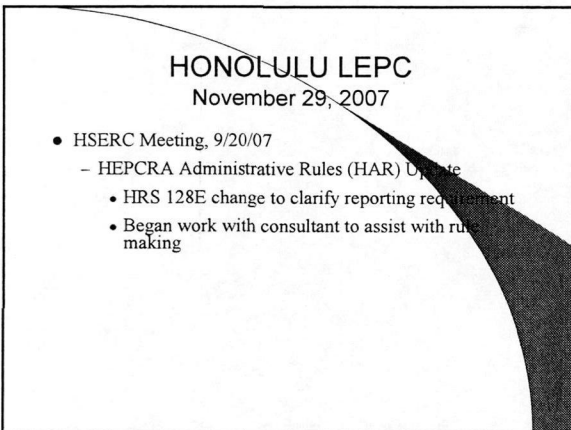 HONOLULU LEPC
November 29, 2007
• HSERC Meeting, 9/20/07
– HEPCRA Administrative Rules (HAR) Update
• HRS 128E change to clarify reporting requirement
• Began work with consultant to assist with rule
making